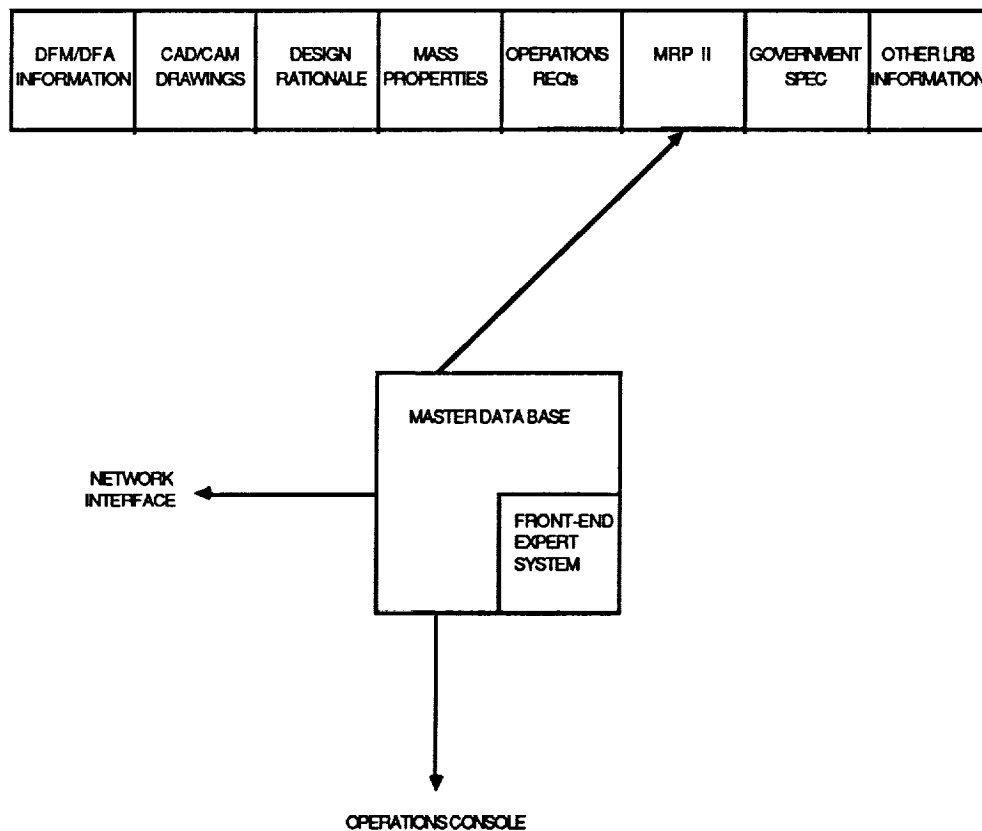 DFM/DFA
INFORMATION
CAD/CAM
DRAWINGS
DESIGN
RATIONALE
MASS
PROPERTIES
OPERATIONS
REQ's
MRP II
GOVERNMENT
SPEC
OTHER LRB
INFORMATION
MASTER DATA BASE
NETWORK
INTERFACE
FRONT-END
EXPERT
SYSTEM
OPERATIONS CONSOLE